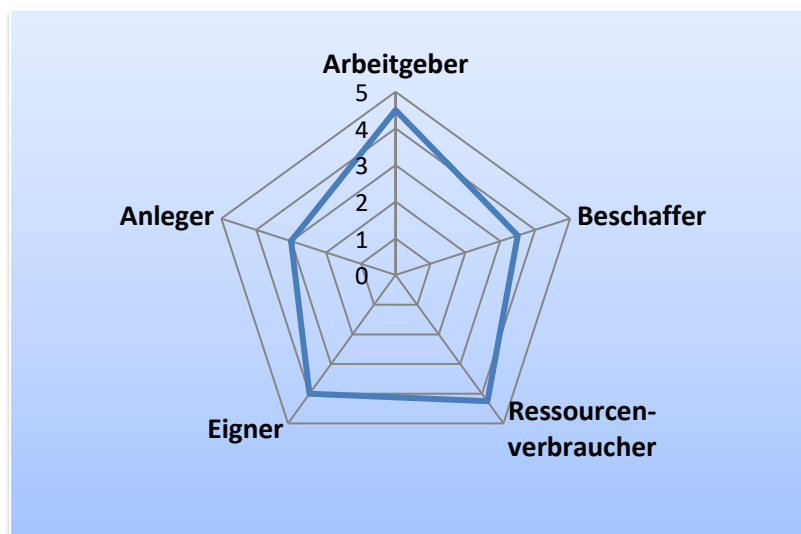 Arbeitgeber
5
4
3
2
1
0
Anleger
Beschaffer
Eigner
Ressourcen-
verbraucher